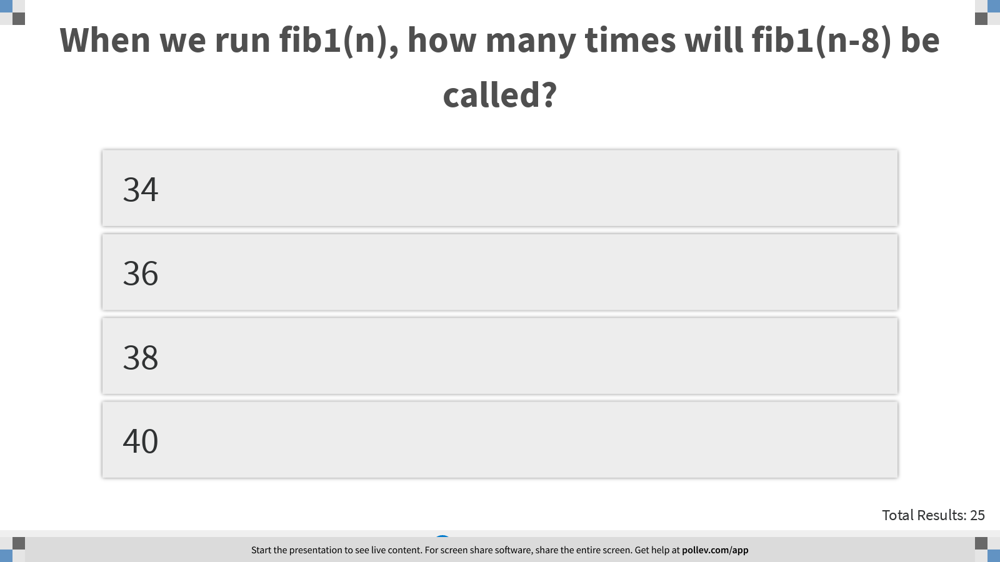 When we run fib1(n), how many times will fib1(n-8) be
called?
34
36
38
40
Total Results: 25
Start the presentation to see live content. For screen share software, share the entire screen. Get help at pollev.com/app